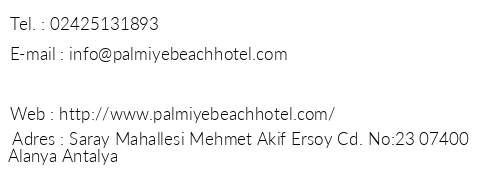 Tel. : 02425131893
E-mail : info@palmiyebeachhotel.com
Web : http://www.palmiyebeachhotel.com/
Adres : Saray Mahallesi Mehmet Akif Ersoy Cd. No:23 07400
Alanya Antalya